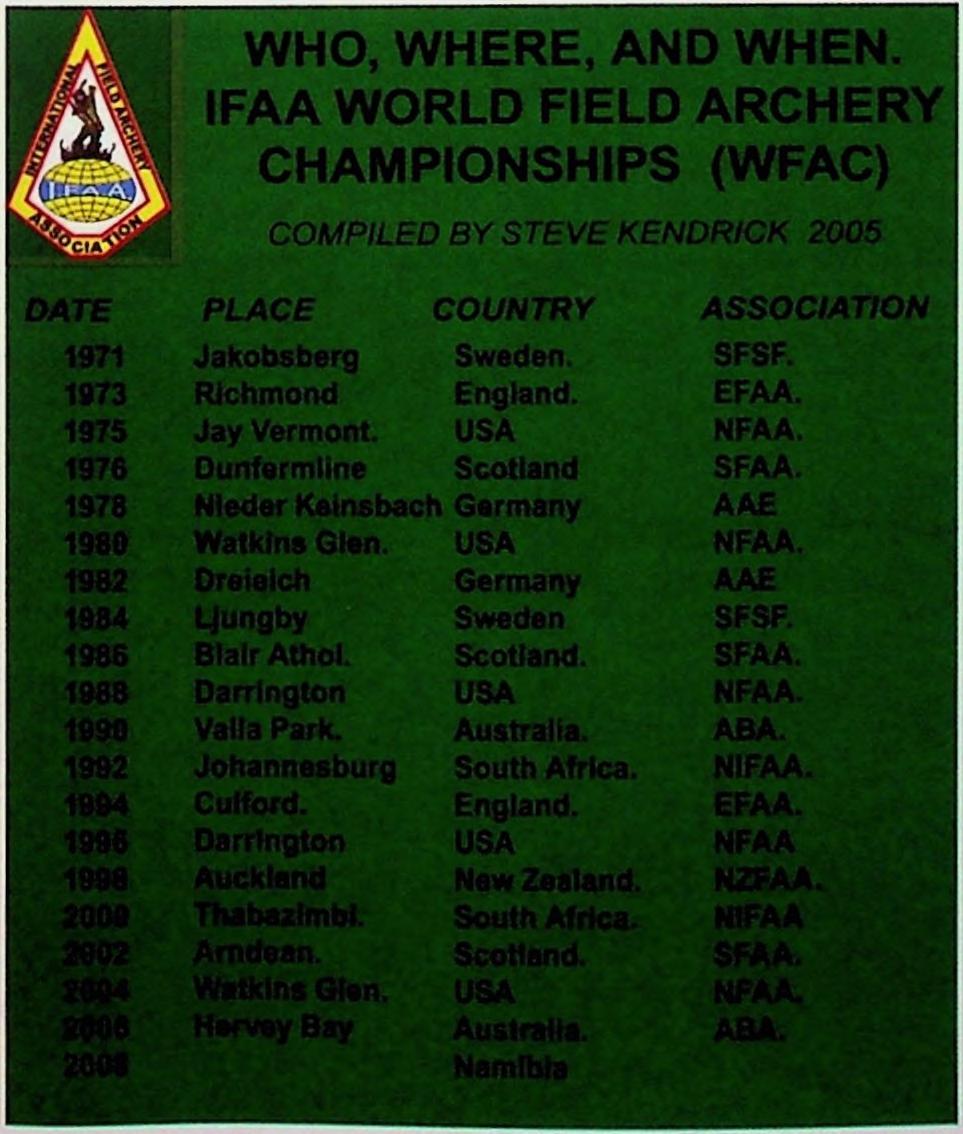 INTERNATIONAL FIELD ARCHERY ASSOCIATION
I.F.A.A.
WHO, WHERE, AND WHEN.
IFAA WORLD FIELD ARCHERY
CHAMPIONSHIPS (WFAC)
COMPILED BY STEVE KENDRICK 2005
DATE PLACE COUNTRY ASSOCIATION
1971 Jakobsberg Sweden. SFSF.
1973 Richmond England. EFAA.
1975 Jay Vermont. USA NFAA.
1976 Dunfermline Scotland SFAA.
1978 Nieder Keinsbach Germany AAE
1980 Watkins Glen. USA NFAA.
1982 Dreieich Germany AAE
1984 Ljungby Sweden SFSF.
1986 Blair Athol. Scotland. SFAA.
1988 Darrington USA NFAA.
1990 Valla Park. Australia. ABA.
1992 Johannesburg South Africa. NIFAA.
1994 Culford. England. EFAA.
1996 Darrington USA NFAA
1998 Auckland New Zealand. NZFAA.
2000 Thabazimbi. South Africa. NIFAA
2002 Arndean. Scotland. SFAA.
2004 Watkins Glen. USA NFAA.
2006 Hervey Bay Australia. ABA.
2008 Namibia